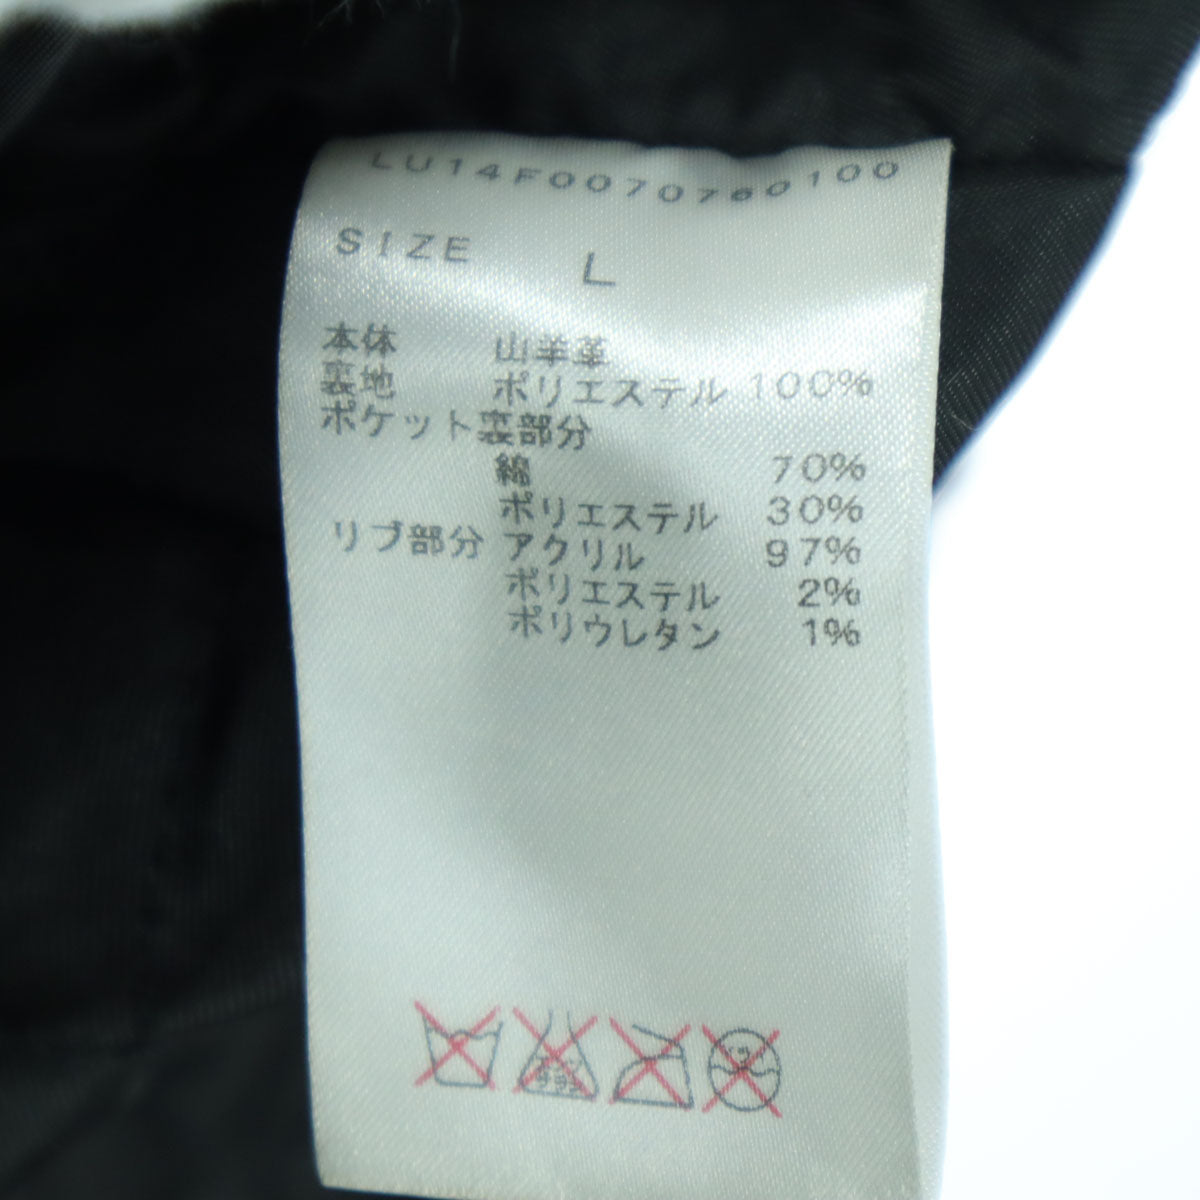 LU14F0070760100
SIZE L
本体 山羊革
裏地 ポリエステル 100%
ポケット裏部分
綿 70%
ポリエステル 30%
リブ部分 アクリル 97%
ポリエステル 2%
ポリウレタン 1%